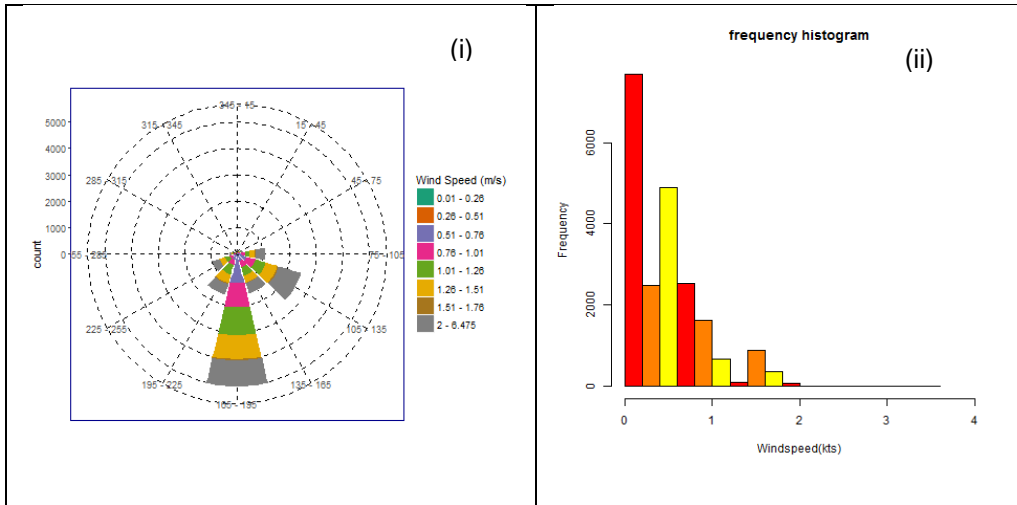 (i)
345 - 15
315 - 345
15 - 45
285 - 315
45 - 75
55 - 285
75 - 105
225 - 255
105 - 135
195 - 225
135 - 165
165 - 195
5000
4000
3000
2000
1000
0
count
Wind Speed (m/s)
0.01 - 0.26
0.26 - 0.51
0.51 - 0.76
0.76 - 1.01
1.01 - 1.26
1.26 - 1.51
1.51 - 1.76
2 - 6.475
frequency histogram
(ii)
Frequency
6000
4000
2000
0
0 1 2 3 4
Windspeed(kts)